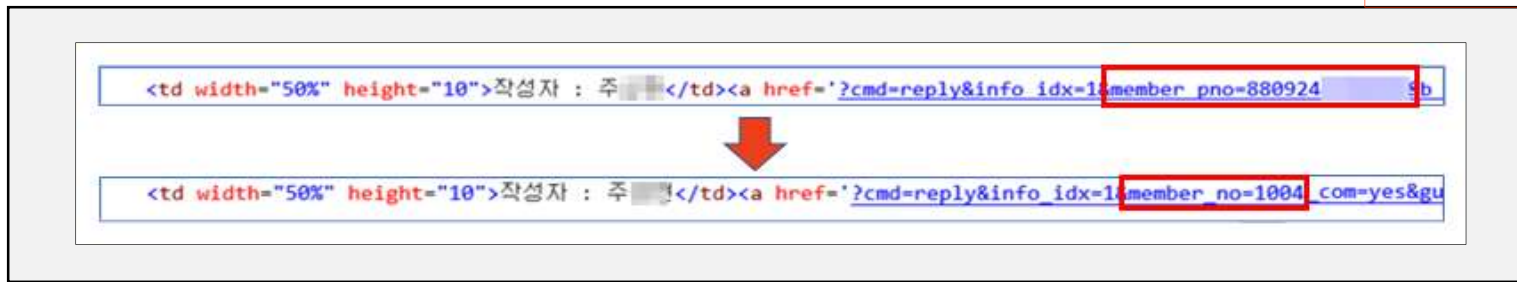 <td width="50%" height="10">작성자 : 주 </td><a href='?cmd=reply&info_idx=1&member_pno=880924 &b_
<td width="50%" height="10">작성자 : 주 </td><a href='?cmd=reply&info_idx=1&member_no=1004_com=yes&gu